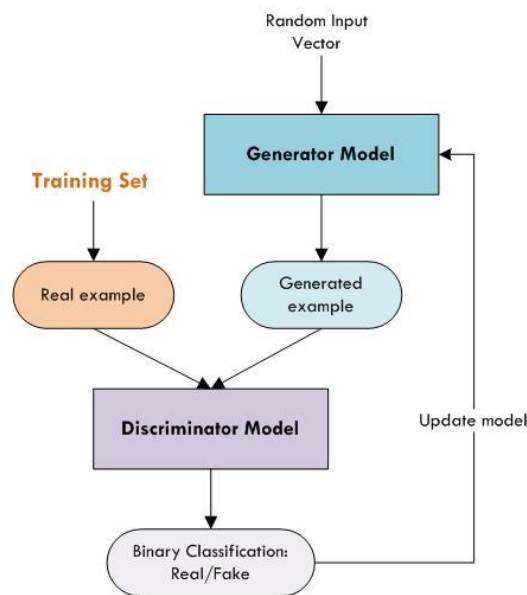 Random Input
Vector
Generator Model
Training Set
Real example
Generated
example
Discriminator Model
Update model
Binary Classification:
Real/Fake